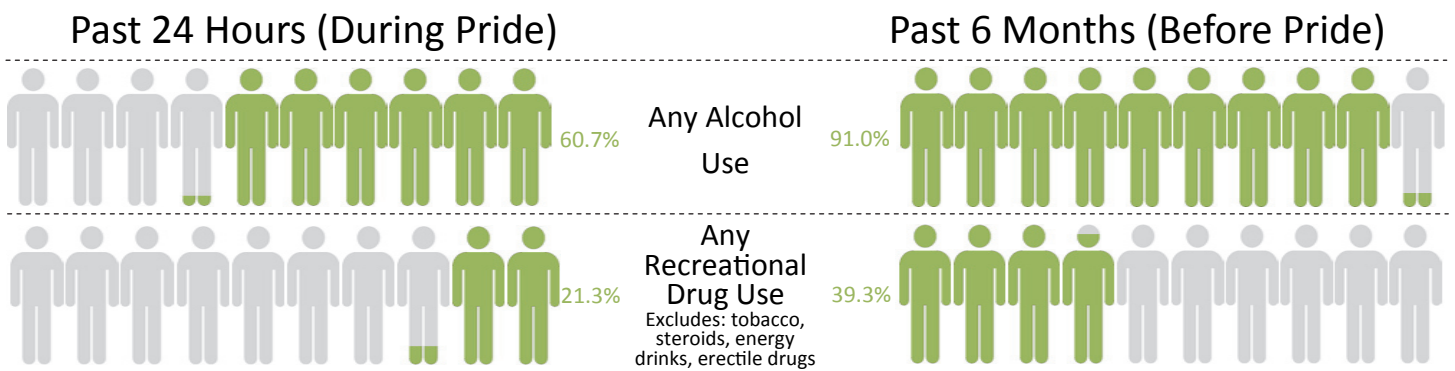 Past 24 Hours (During Pride)
Past 6 Months (Before Pride)
60.7%
Any Alcohol
Use
91.0%
21.3%
Any
Recreational
Drug Use
Excludes: tobacco,
steroids, energy
drinks, erectile drugs
39.3%